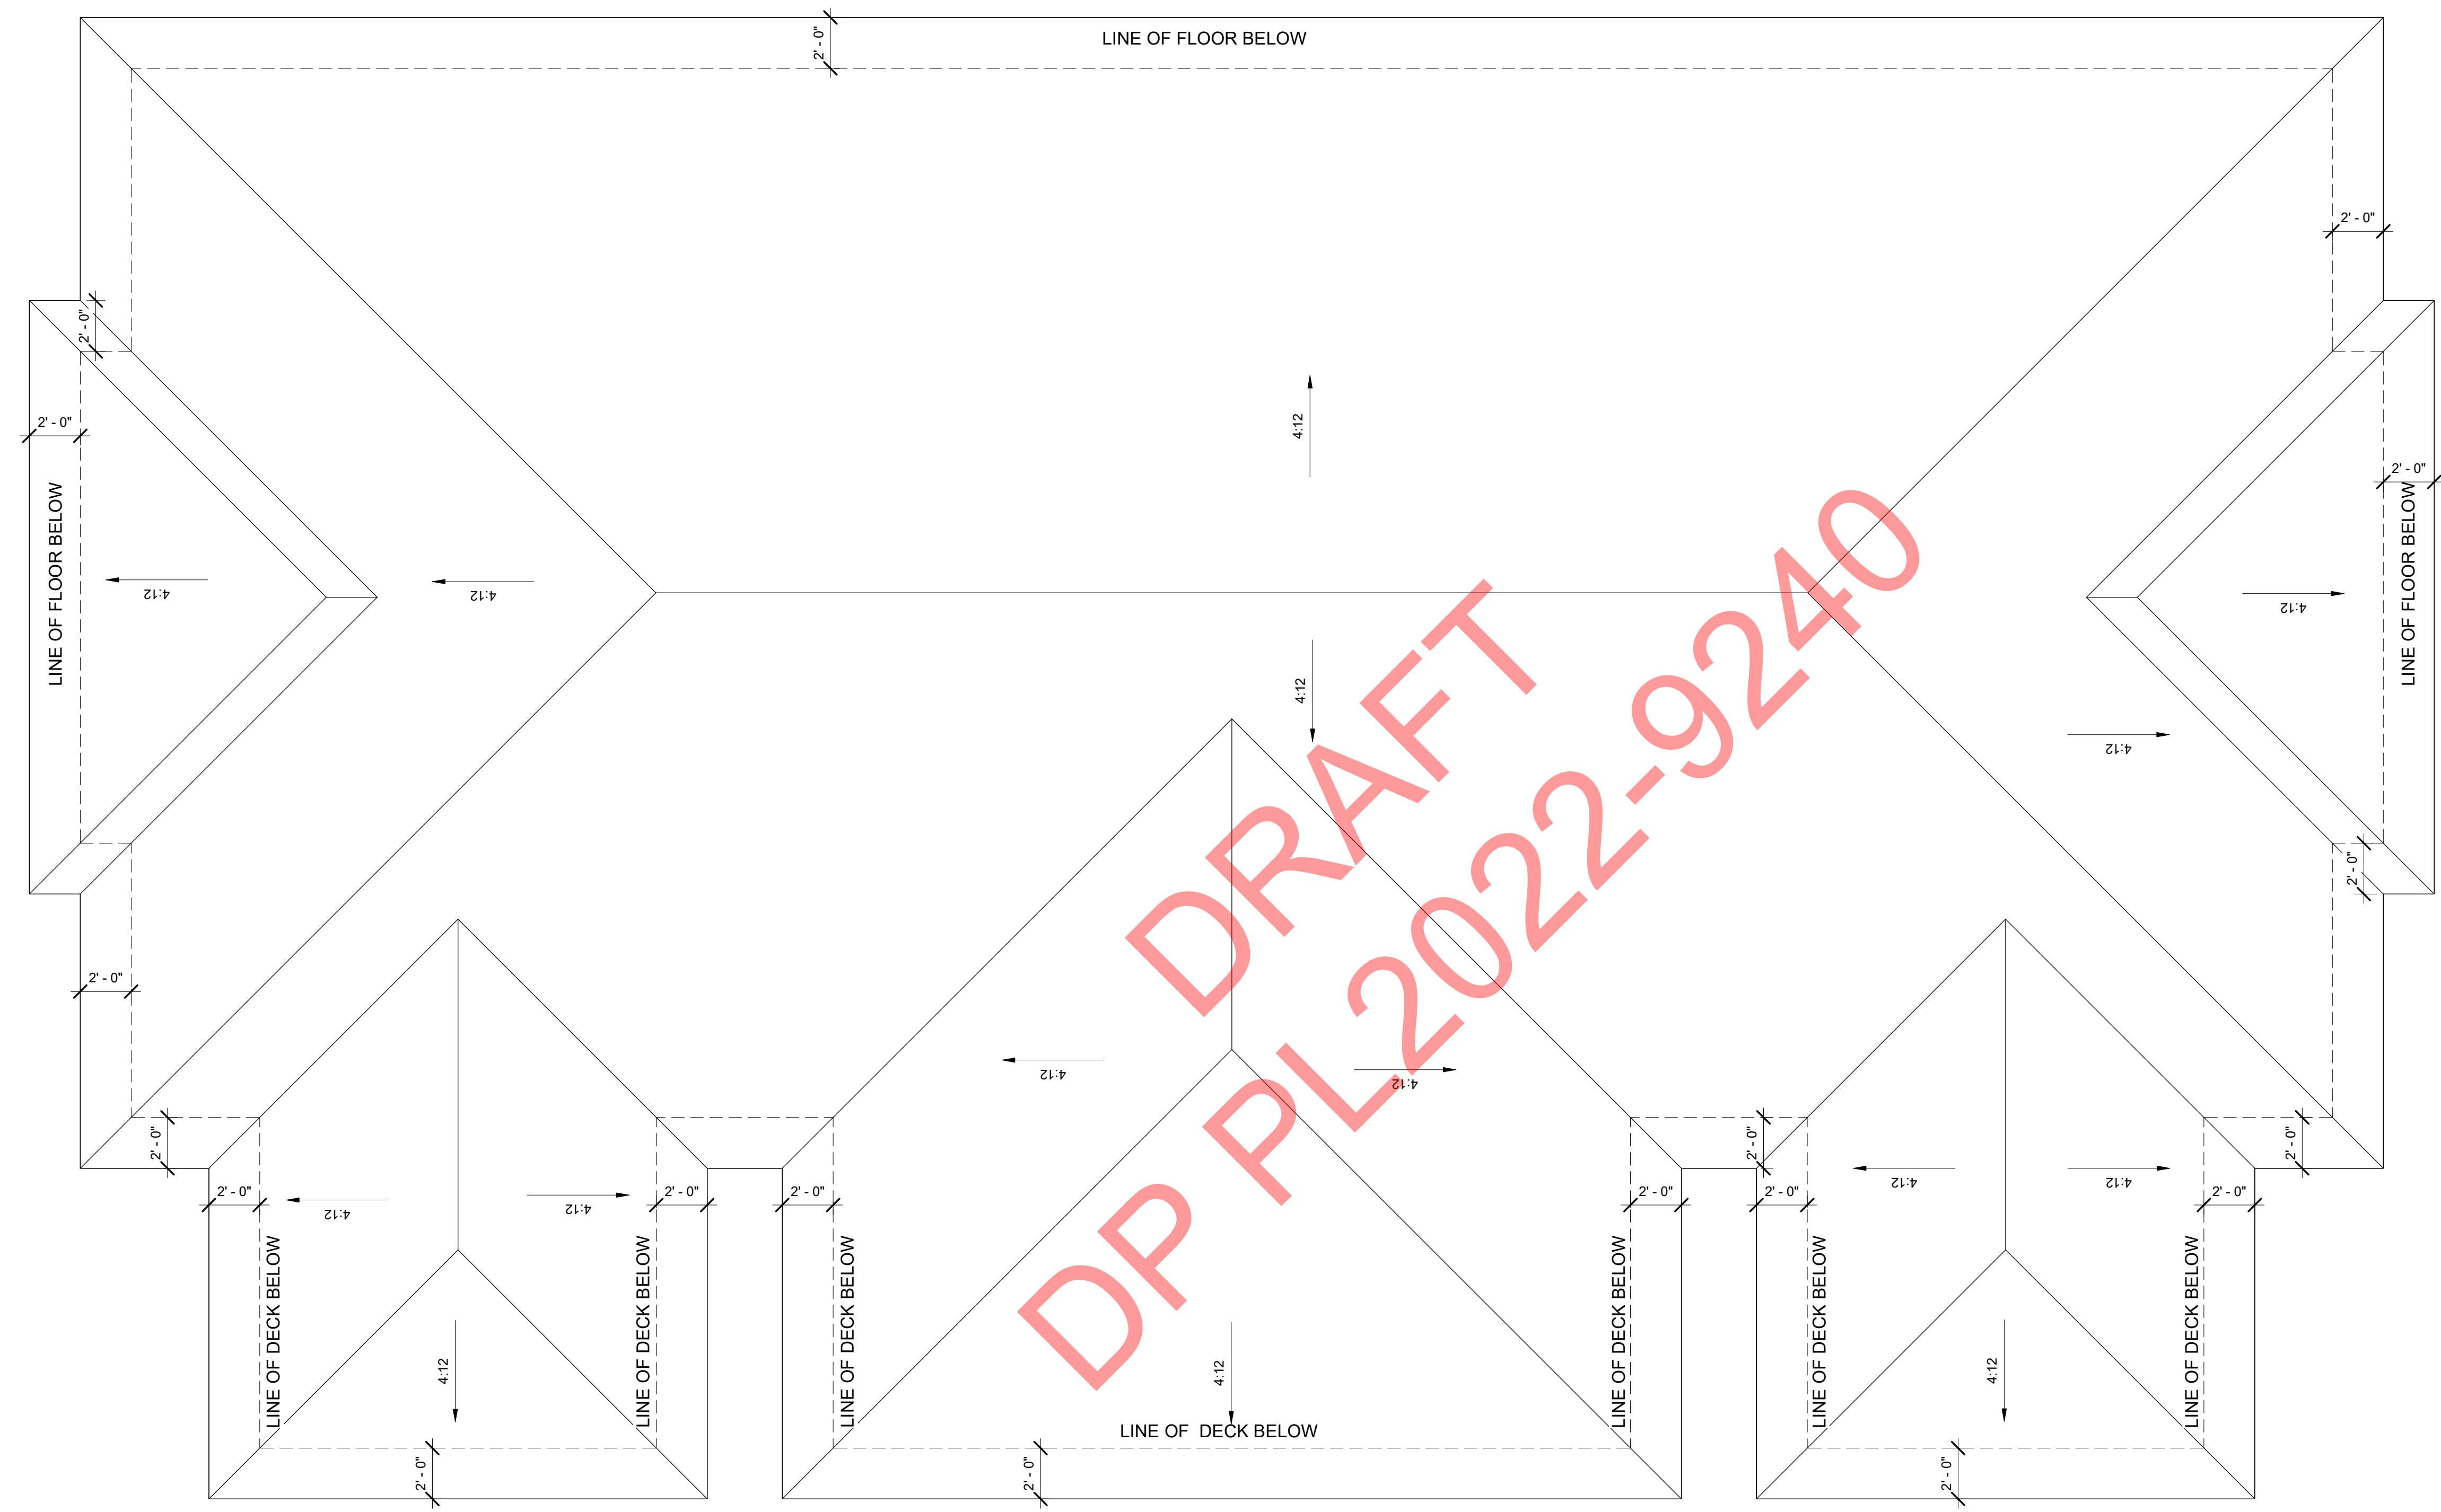 2' - 0"
LINE OF FLOOR BELOW
2' - 0"
2' - 0"
2' - 0"
4:12
2' - 0"
LINE OF FLOOR BELOW
LINE OF FLOOR BELOW
4:12
4:12
4:12
4:12
4:12
DRAFT
DP PL2022-9240
2' - 0"
2' - 0"
4:12
4:12
2' - 0"
2' - 0"
2' - 0"
4:12
4:12
2' - 0"
4:12
4:12
2' - 0"
2' - 0"
2' - 0"
2' - 0"
2' - 0"
LINE OF DECK BELOW
LINE OF DECK BELOW
LINE OF DECK BELOW
LINE OF DECK BELOW
LINE OF DECK BELOW
LINE OF DECK BELOW
4:12
4:12
4:12
LINE OF DECK BELOW
2' - 0"
2' - 0"
2' - 0"